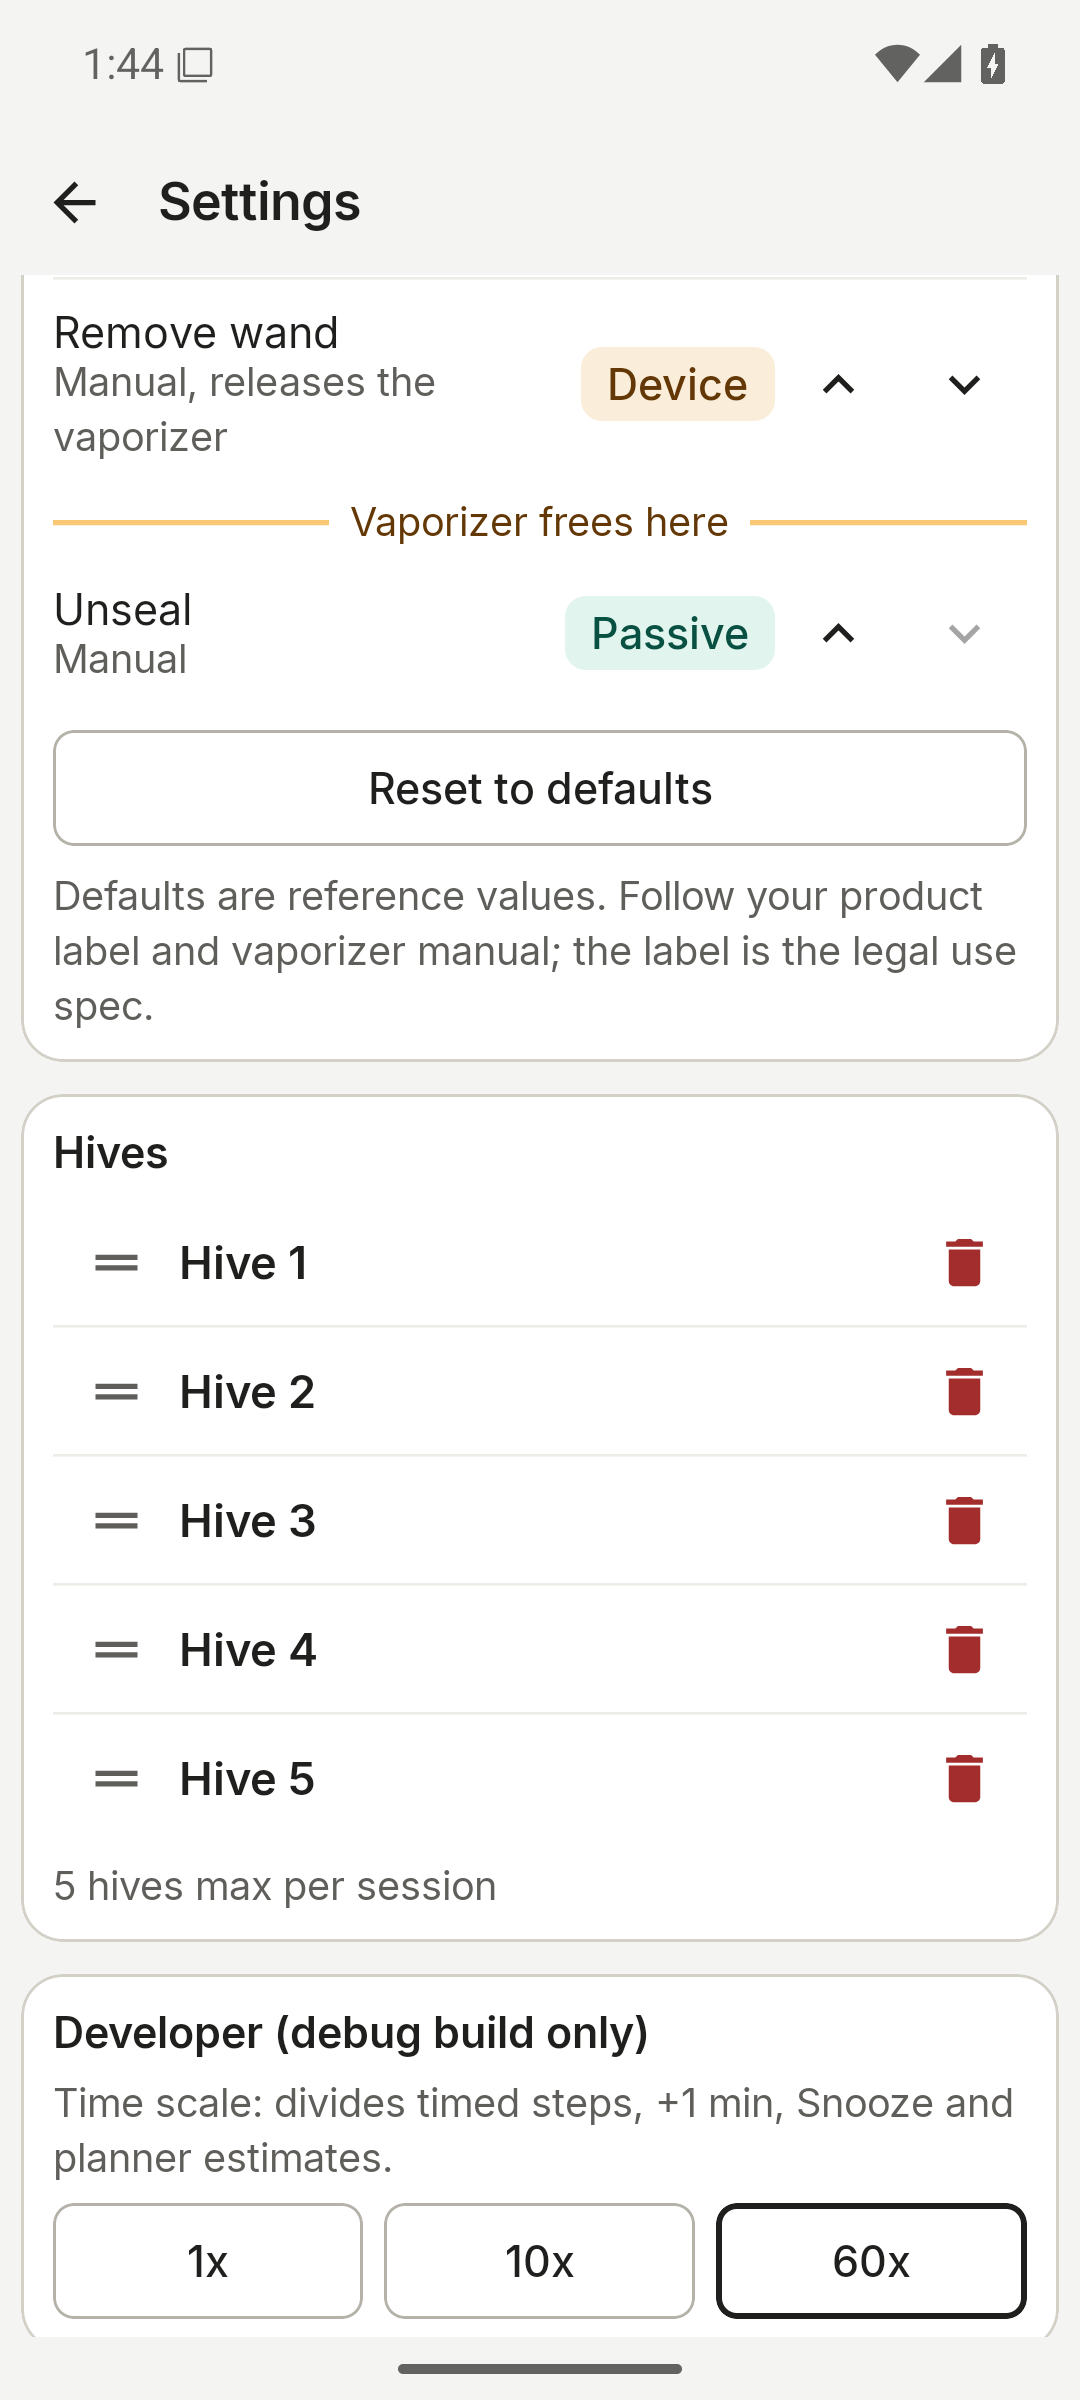 1:44
Settings
Remove wand
Manual, releases the
vaporizer
Device
Vaporizer frees here
Unseal
Manual
Passive
Reset to defaults
Defaults are reference values. Follow your product
label and vaporizer manual; the label is the legal use
spec.
Hives
Hive 1
Hive 2
Hive 3
Hive 4
Hive 5
5 hives max per session
Developer (debug build only)
Time scale: divides timed steps, +1 min, Snooze and
planner estimates.
1x
10x
60x